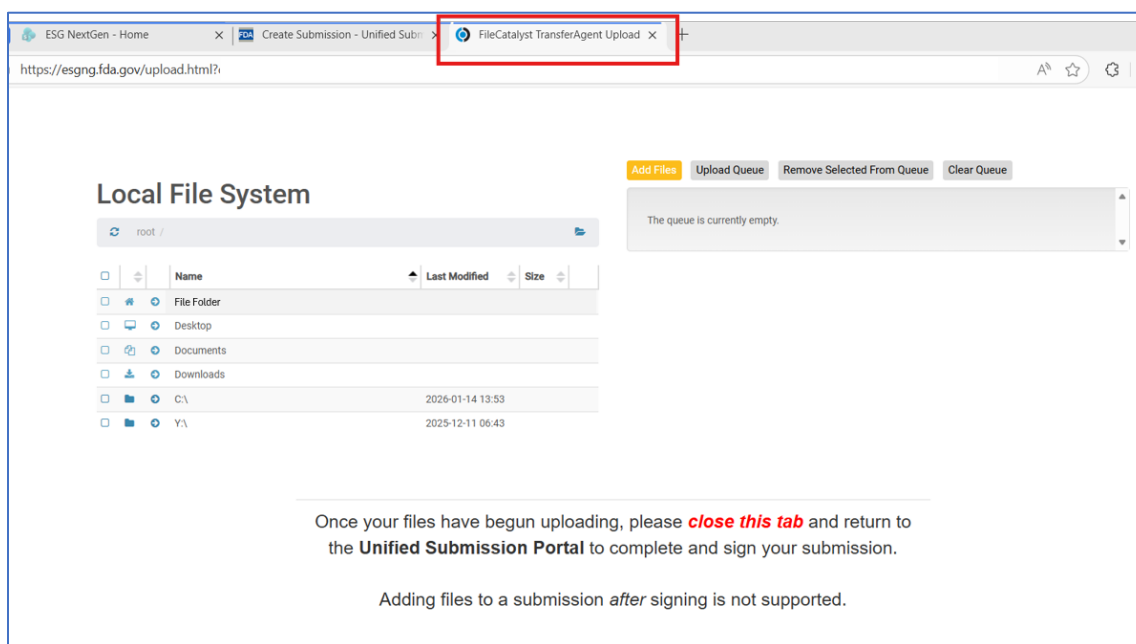 ESG NextGen - Home
Create Submission - Unified Subn
FileCatalyst TransferAgent Upload
https://esgng.fda.gov/upload.html?
Add Files Upload Queue Remove Selected From Queue Clear Queue
Local File System
The queue is currently empty.
root /
Name Last Modified Size
File Folder
Desktop
Documents
Downloads
C:\ 2026-01-14 13:53
Y:\ 2025-12-11 06:43
Once your files have begun uploading, please close this tab and return to
the Unified Submission Portal to complete and sign your submission.
Adding files to a submission after signing is not supported.